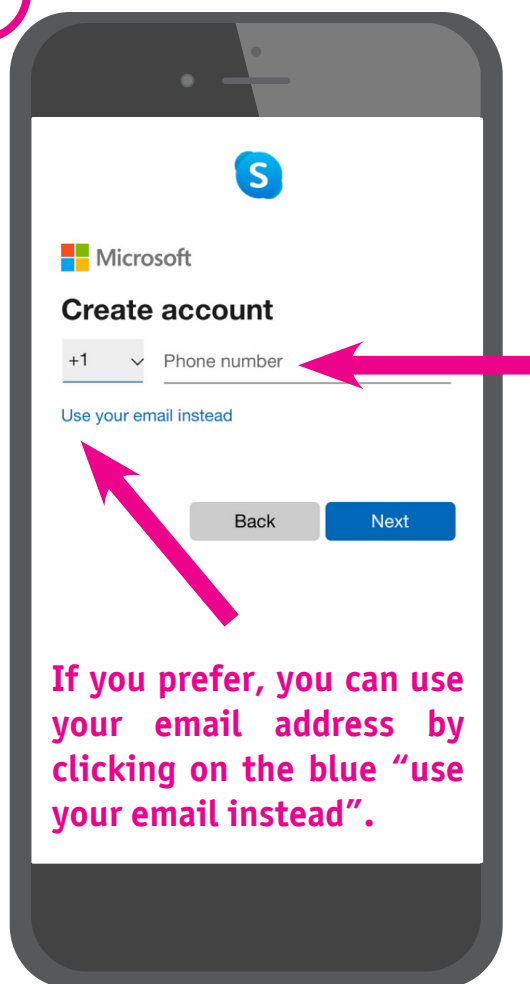 S
Microsoft
Create account
+1 Phone number
Use your email instead
Back Next
If you prefer, you can use
your email address by
clicking on the blue “use
your email instead”.